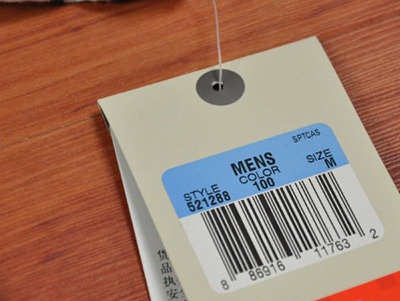 SPTCAS
MENS
STYLE COLOR SIZE
521288 100 M
8 86916 11763 2
货
品
执
安